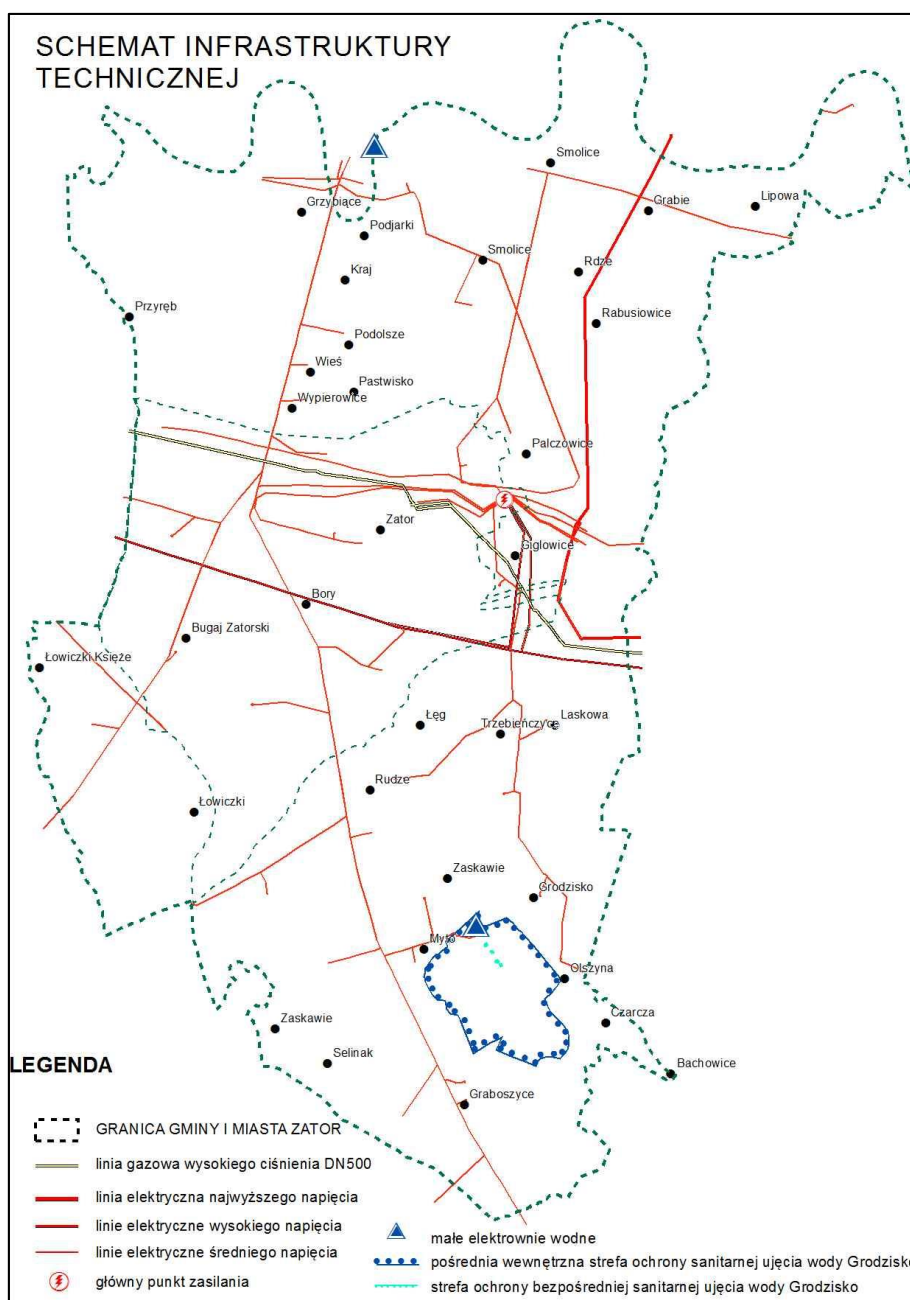 SCHEMAT INFRASTRUKTURY
TECHNICZNEJ
Smolice
Lipowa
Grabie
Grzybiące
Podjarki
Smolice
Rdze
Kraj
Przyręb
Rabusiowice
Podolsze
Wieś
Pastwisko
Wypierowice
Palczowice
Zator
Giglowice
Bory
Bugaj Zatorski
Łowiczki Księże
Łęg
Trzebieńczyce
Laskowa
Rudze
Łowiczki
Zaskawie
Grodzisko
Myto
Olszyna
Zaskawie
Czarcza
Selinak
Bachowice
Graboszyce
LEGENDA
GRANICA GMINY I MIASTA ZATOR
linia gazowa wysokiego ciśnienia DN500
linia elektryczna najwyższego napięcia
linie elektryczne wysokiego napięcia
linie elektryczne średniego napięcia
główny punkt zasilania
małe elektrownie wodne
pośrednia wewnętrzna strefa ochrony sanitarnej ujęcia wody Grodzisko
strefa ochrony bezpośredniej sanitarnej ujęcia wody Grodzisko